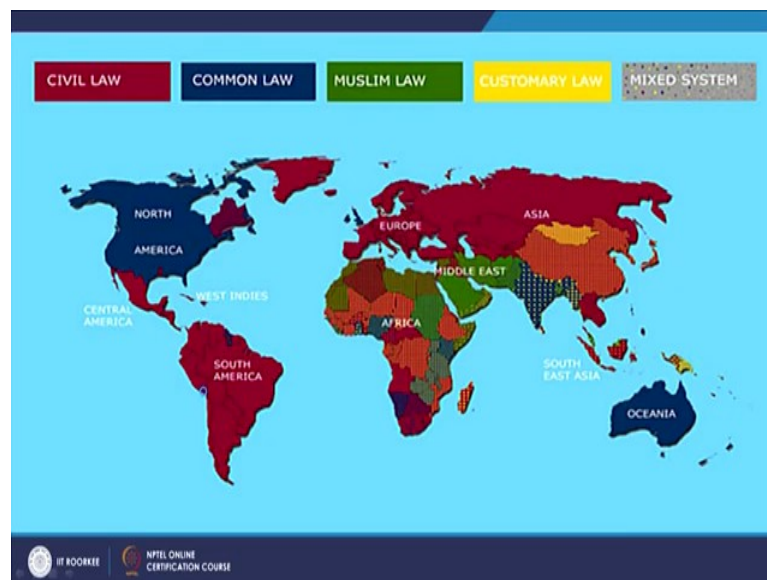 CIVIL LAW
COMMON LAW
MUSLIM LAW
CUSTOMARY LAW
MIXED SYSTEM
NORTH
AMERICA
CENTRAL
AMERICA
WEST INDIES
SOUTH
AMERICA
EUROPE
ASIA
MIDDLE EAST
AFRICA
SOUTH
EAST ASIA
OCEANIA
IIT ROORKEE
NPTEL ONLINE
CERTIFICATION COURSE